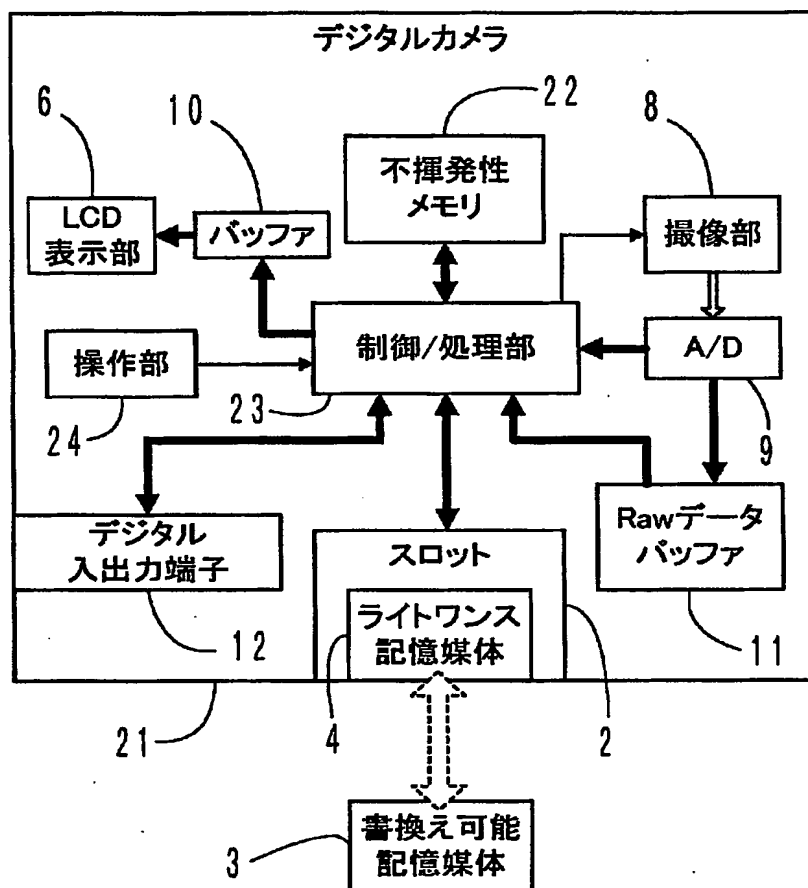 デジタルカメラ
6
10
22
8
不揮発性
メモリ
LCD
表示部
バッファ
撮像部
制御/処理部
A/D
操作部
24
23
9
デジタル
入出力端子
スロット
Rawデータ
バッファ
ライトワンス
記憶媒体
12
11
21
4
2
書換え可能
記憶媒体
3